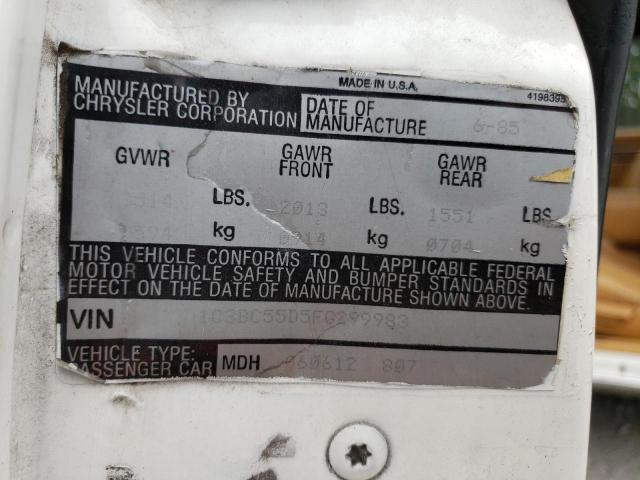 MADE IN U.S.A.
4198395
MANUFACTURED BY
CHRYSLER CORPORATION
DATE OF
MANUFACTURE 6-85
GVWR GAWR FRONT GAWR REAR
LBS. 2013 LBS. 1551 LBS
kg kg 0704 kg
THIS VEHICLE CONFORMS TO ALL APPLICABLE FEDERAL
MOTOR VEHICLE SAFETY AND BUMPER STANDARDS IN
EFFECT ON THE DATE OF MANUFACTURE SHOWN ABOVE.
VIN 1C3BC55D5FG299983
VEHICLE TYPE:
PASSENGER CAR
MDH 060612 807